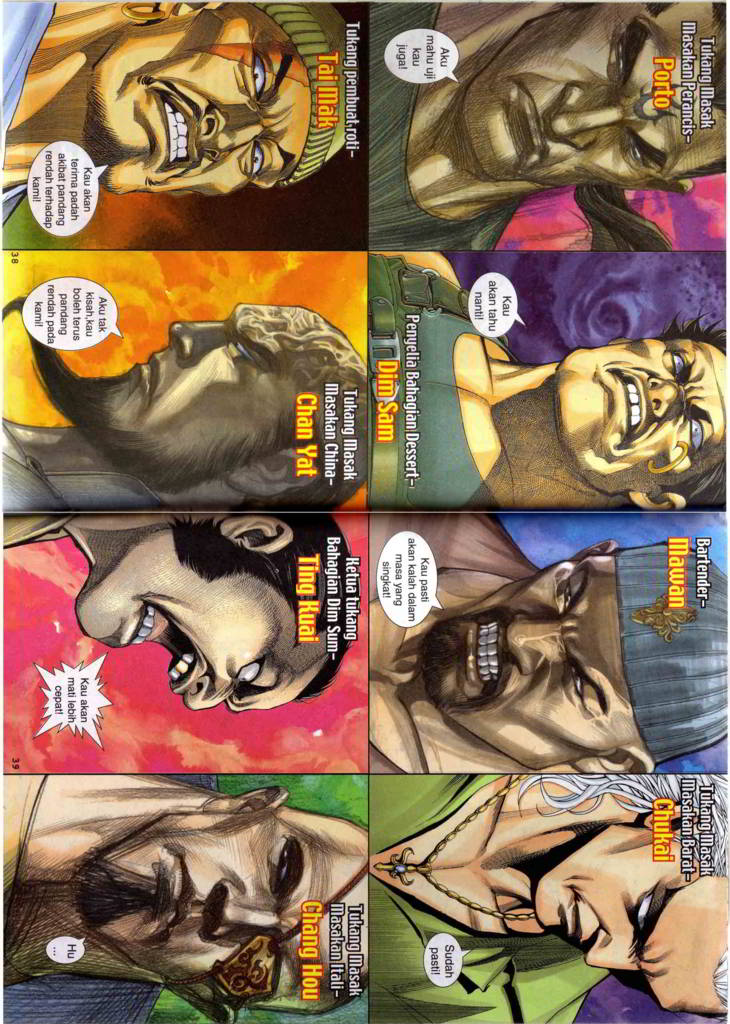 Tukang Masak
Masakan Perancis–
Porto
Aku
mahu uji
kau
juga!
Kau
akan tahu
nanti!
Penyelia Bahagian Dessert–
Dim Sam
Bartender–
Mawan
Kau pasti
akan kalah dalam
masa yang
singkat!
Tukang Masak
Masakan Barat–
Chukai
Sudah
pasti!
Tukang pembuat roti–
Tai Mak
Kau akan
terima padah
akibat pandang
rendah terhadap
kami!
Tukang Masak
Masakan China–
Chan Yat
Aku tak
kisah,kau
boleh terus
pandang
rendah pada
kami!
Ketua tukang
Bahagian Dim Sum–
Ting Kuai
Kau akan
mati lebih
cepat!
Tukang Masak
Masakan Itali–
Chang Hou
Hu
...
38
39